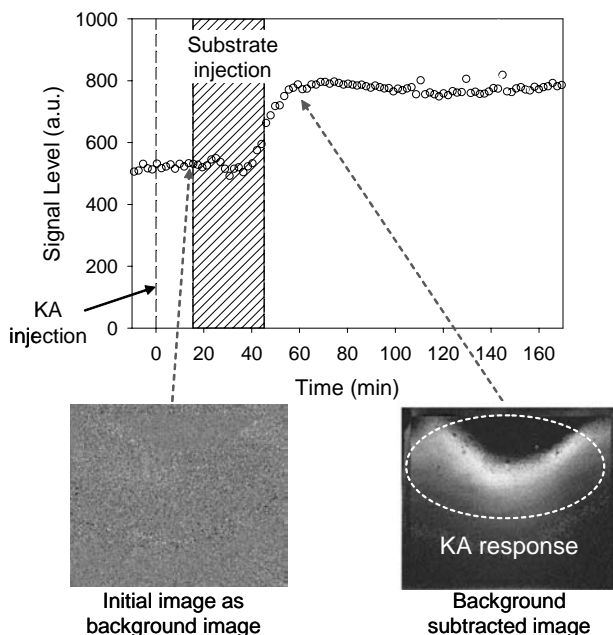 1000
800
600
400
200
0
Signal Level (a.u.)
Substrate
injection
KA
injection
0 20 40 60 80 100 120 140 160
Time (min)
KA response
Initial image as
background image
Background
subtracted image